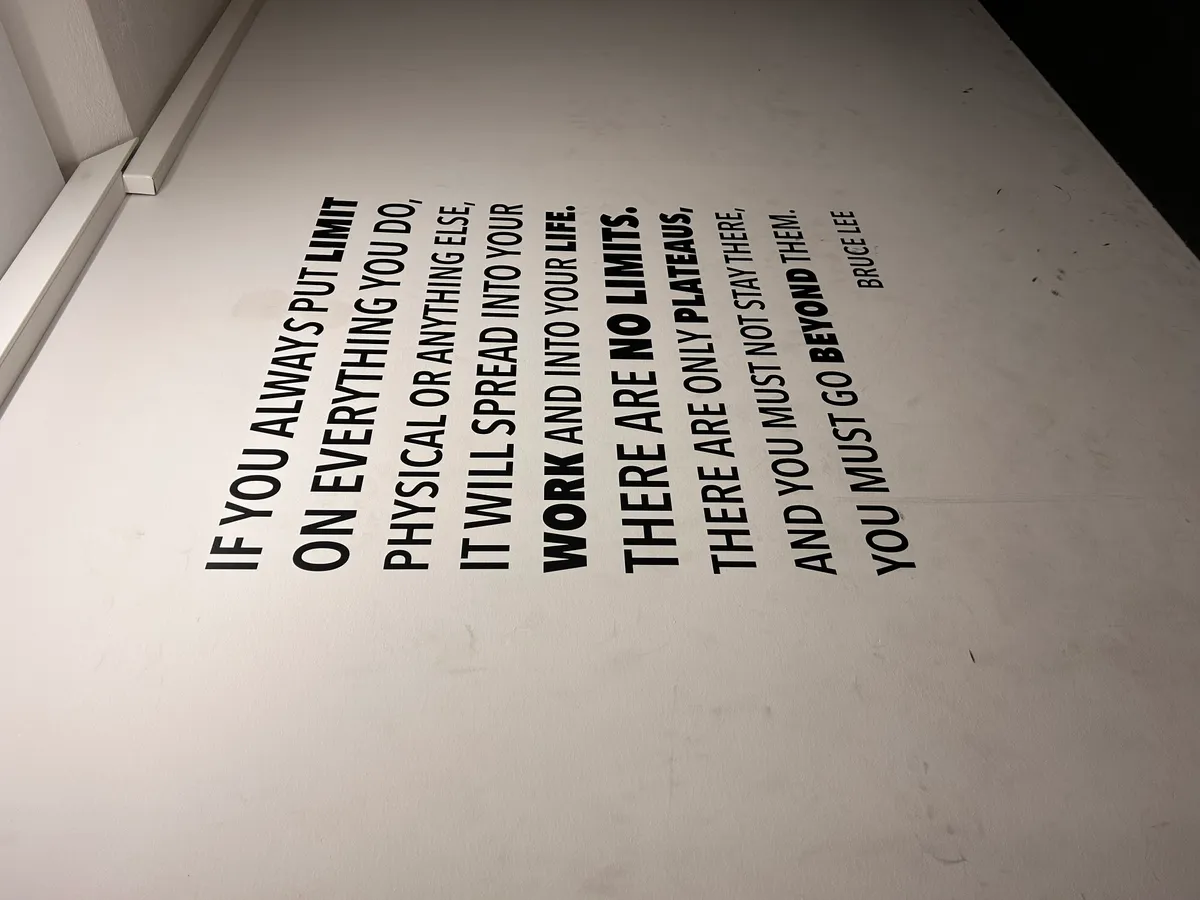 IF YOU ALWAYS PUT LIMIT
ON EVERYTHING YOU DO,
PHYSICAL OR ANYTHING ELSE,
IT WILL SPREAD INTO YOUR
WORK AND INTO YOUR LIFE.
THERE ARE NO LIMITS.
THERE ARE ONLY PLATEAUS,
AND YOU MUST NOT STAY THERE,
YOU MUST GO BEYOND THEM.
BRUCE LEE